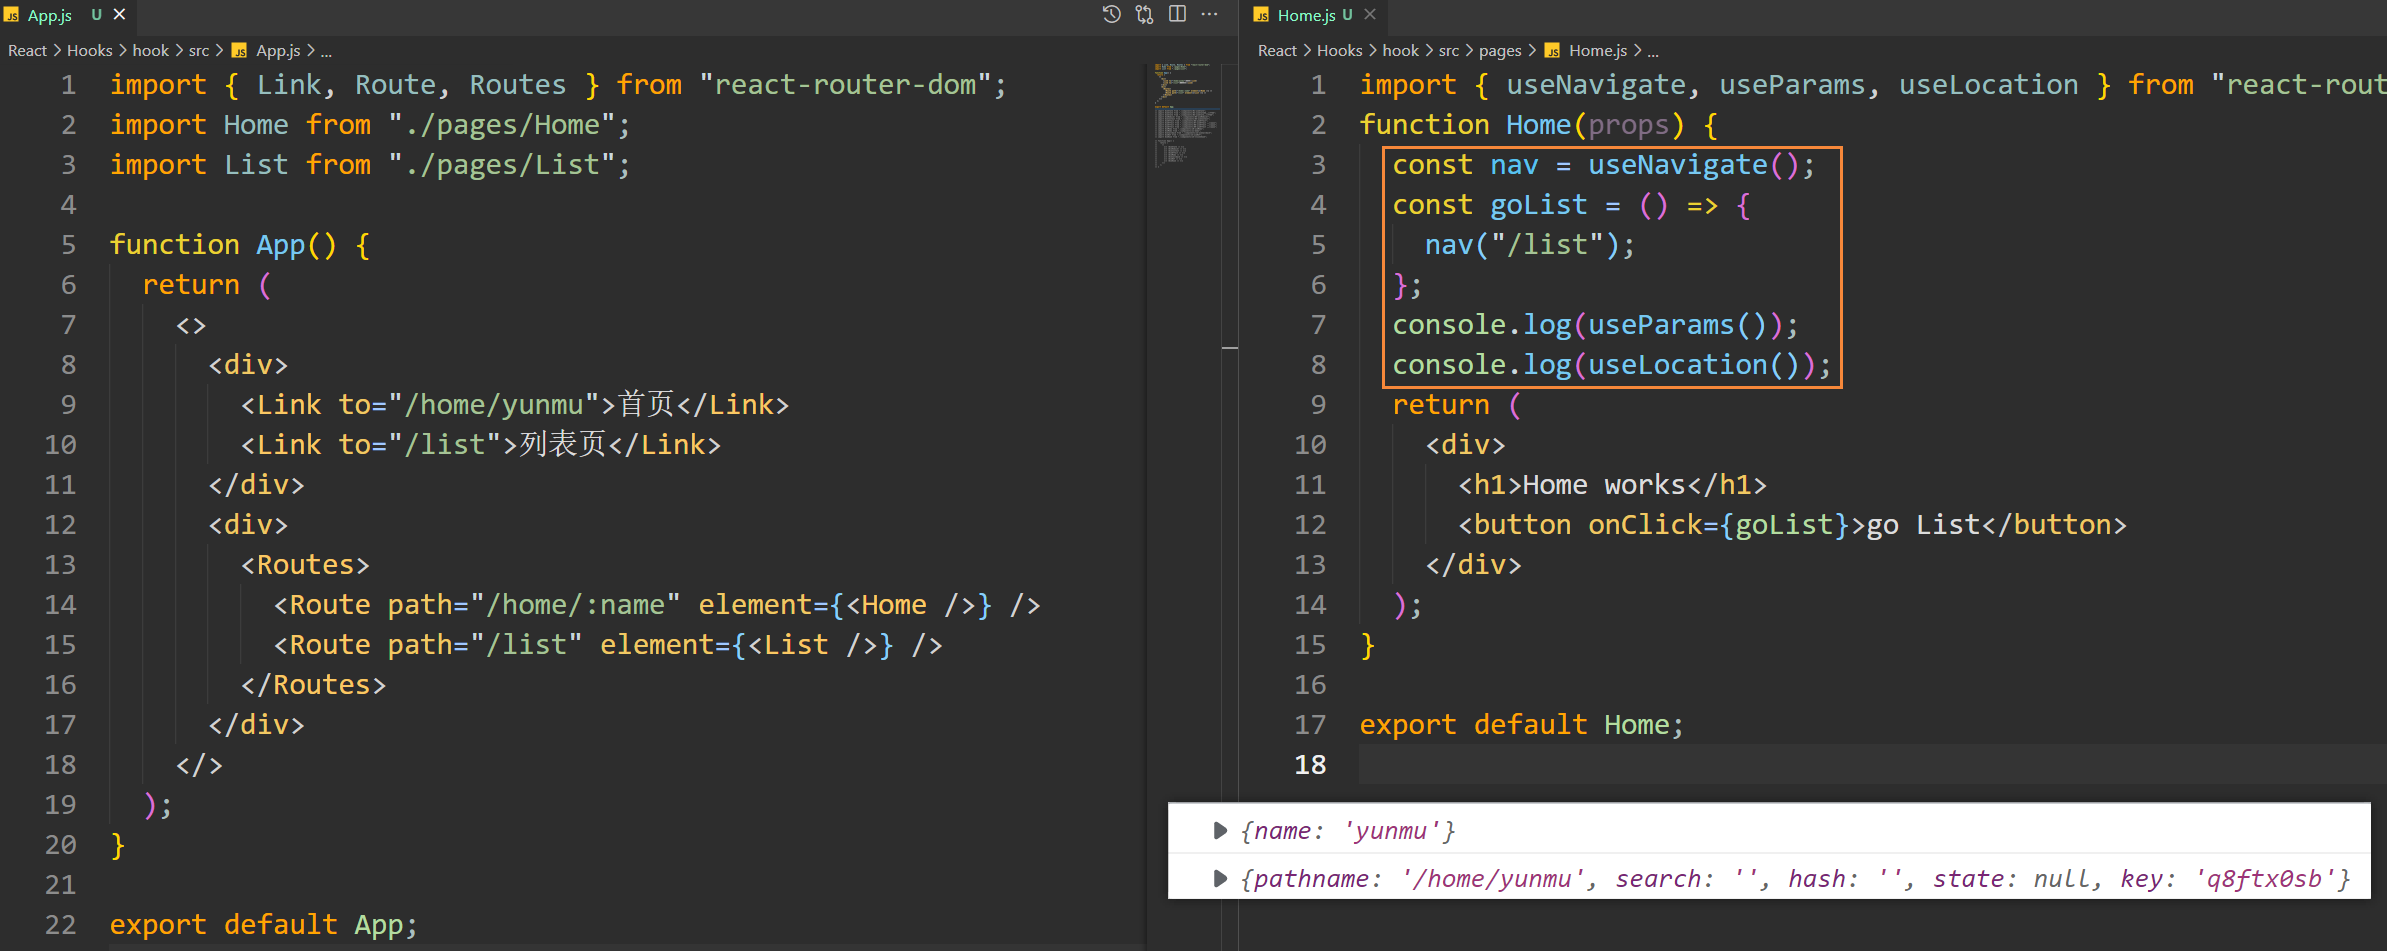 App.js U
React > Hooks > hook > src > JS App.js > ...
1 import { Link, Route, Routes } from "react-router-dom";
2 import Home from "./pages/Home";
3 import List from "./pages/List";
4
5 function App() {
6 return (
7 <>
8 <div>
9 <Link to="/home/yunmu">首页</Link>
10 <Link to="/list">列表页</Link>
11 </div>
12 <div>
13 <Routes>
14 <Route path="/home/:name" element={<Home />} />
15 <Route path="/list" element={<List />} />
16 </Routes>
17 </div>
18 </>
19 );
20 }
21
22 export default App;
JS Home.js U
React > Hooks > hook > src > pages > JS Home.js > ...
1 import { useNavigate, useParams, useLocation } from "react-rout
2 function Home(props) {
3 const nav = useNavigate();
4 const goList = () => {
5 nav("/list");
6 };
7 console.log(useParams());
8 console.log(useLocation());
9 return (
10 <div>
11 <h1>Home works</h1>
12 <button onClick={goList}>go List</button>
13 </div>
14 );
15 }
16
17 export default Home;
18
{name: 'yunmu'}
{pathname: '/home/yunmu', search: '', hash: '', state: null, key: 'q8ftx0sb'}